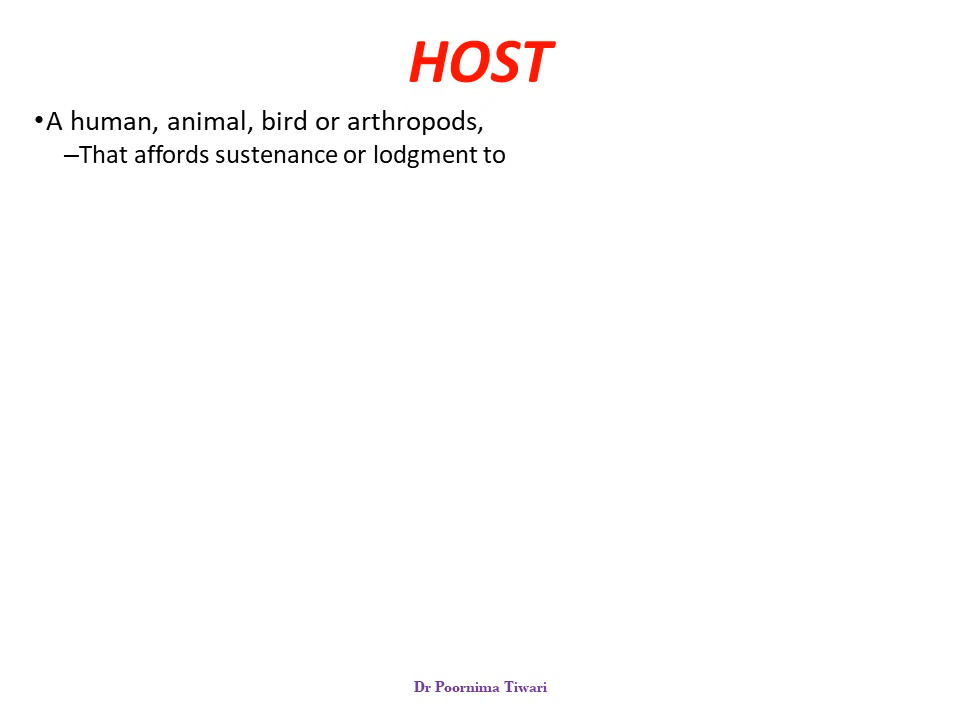 HOST
•A human, animal, bird or arthropods,
–That affords sustenance or lodgment to
Dr Poornima Tiwari